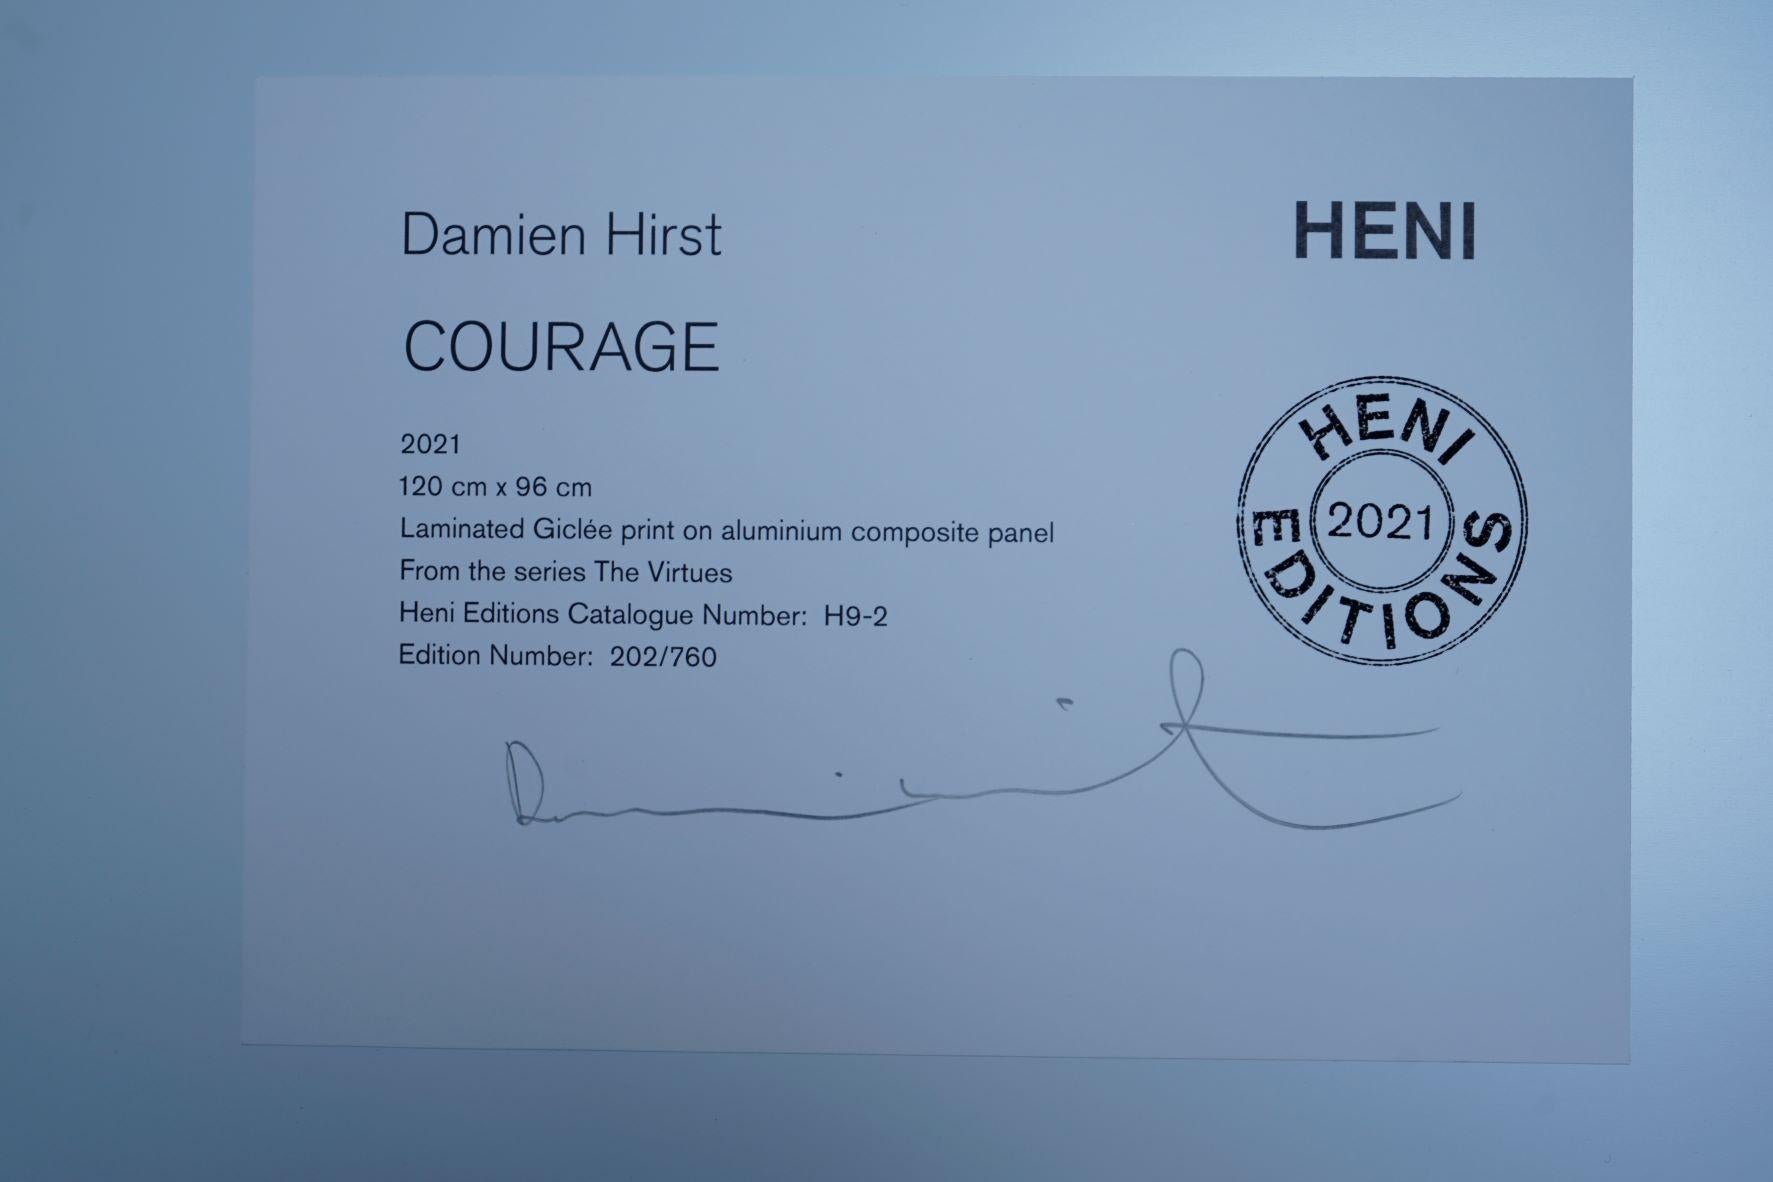 Damien Hirst
HENI
COURAGE
2021
120 cm x 96 cm
Laminated Giclée print on aluminium composite panel
From the series The Virtues
Heni Editions Catalogue Number: H9-2
Edition Number: 202/760
HENI
2021
EDITIONS